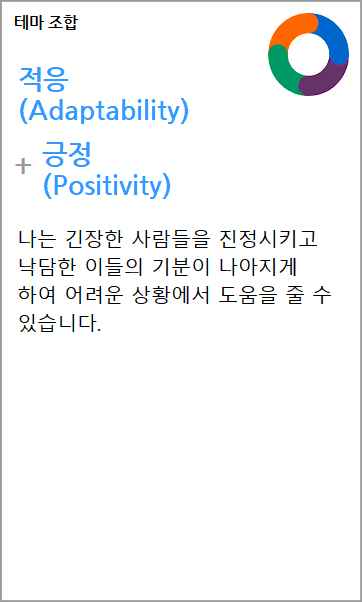 테마 조합
적응
(Adaptability)
+ 긍정
(Positivity)
나는 긴장한 사람들을 진정시키고
낙담한 이들의 기분이 나아지게
하여 어려운 상황에서 도움을 줄 수
있습니다.